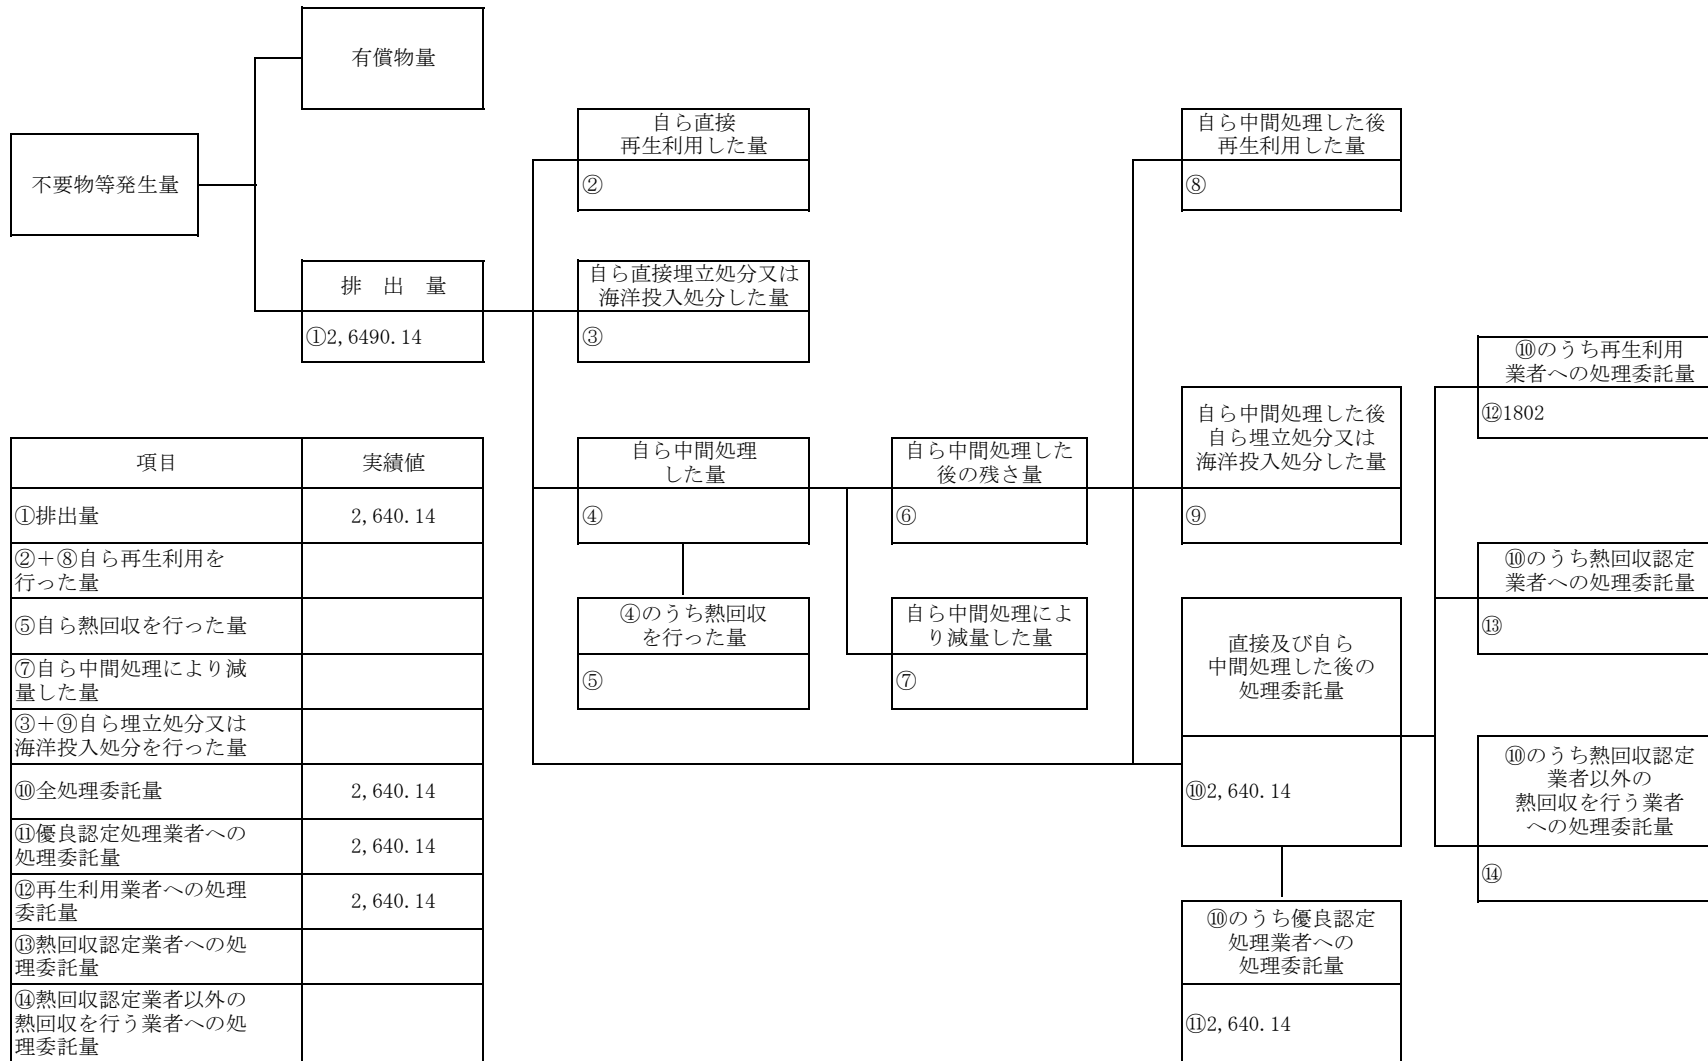 有償物量
不要物等発生量
排 出 量
①2,6490.14
自ら直接
再生利用した量
②
自ら直接埋立処分又は
海洋投入処分した量
③
自ら中間処理
した量
④
④のうち熱回収
を行った量
⑤
自ら中間処理した
後の残さ量
⑥
自ら中間処理によ
り減量した量
⑦
自ら中間処理した後
再生利用した量
⑧
自ら中間処理した後
自ら埋立処分又は
海洋投入処分した量
⑨
直接及び自ら
中間処理した後の
処理委託量
⑩2,640.14
⑩のうち優良認定
処理業者への
処理委託量
⑪2,640.14
⑩のうち再生利用
業者への処理委託量
⑫1802
⑩のうち熱回収認定
業者への処理委託量
⑬
⑩のうち熱回収認定
業者以外の
熱回収を行う業者
への処理委託量
⑭
項目 実績値
①排出量 2,640.14
②＋⑧自ら再生利用を
行った量
⑤自ら熱回収を行った量
⑦自ら中間処理により減
量した量
③＋⑨自ら埋立処分又は
海洋投入処分を行った量
⑩全処理委託量 2,640.14
⑪優良認定処理業者への
処理委託量 2,640.14
⑫再生利用業者への処理
委託量 2,640.14
⑬熱回収認定業者への処
理委託量
⑭熱回収認定業者以外の
熱回収を行う業者への処
理委託量